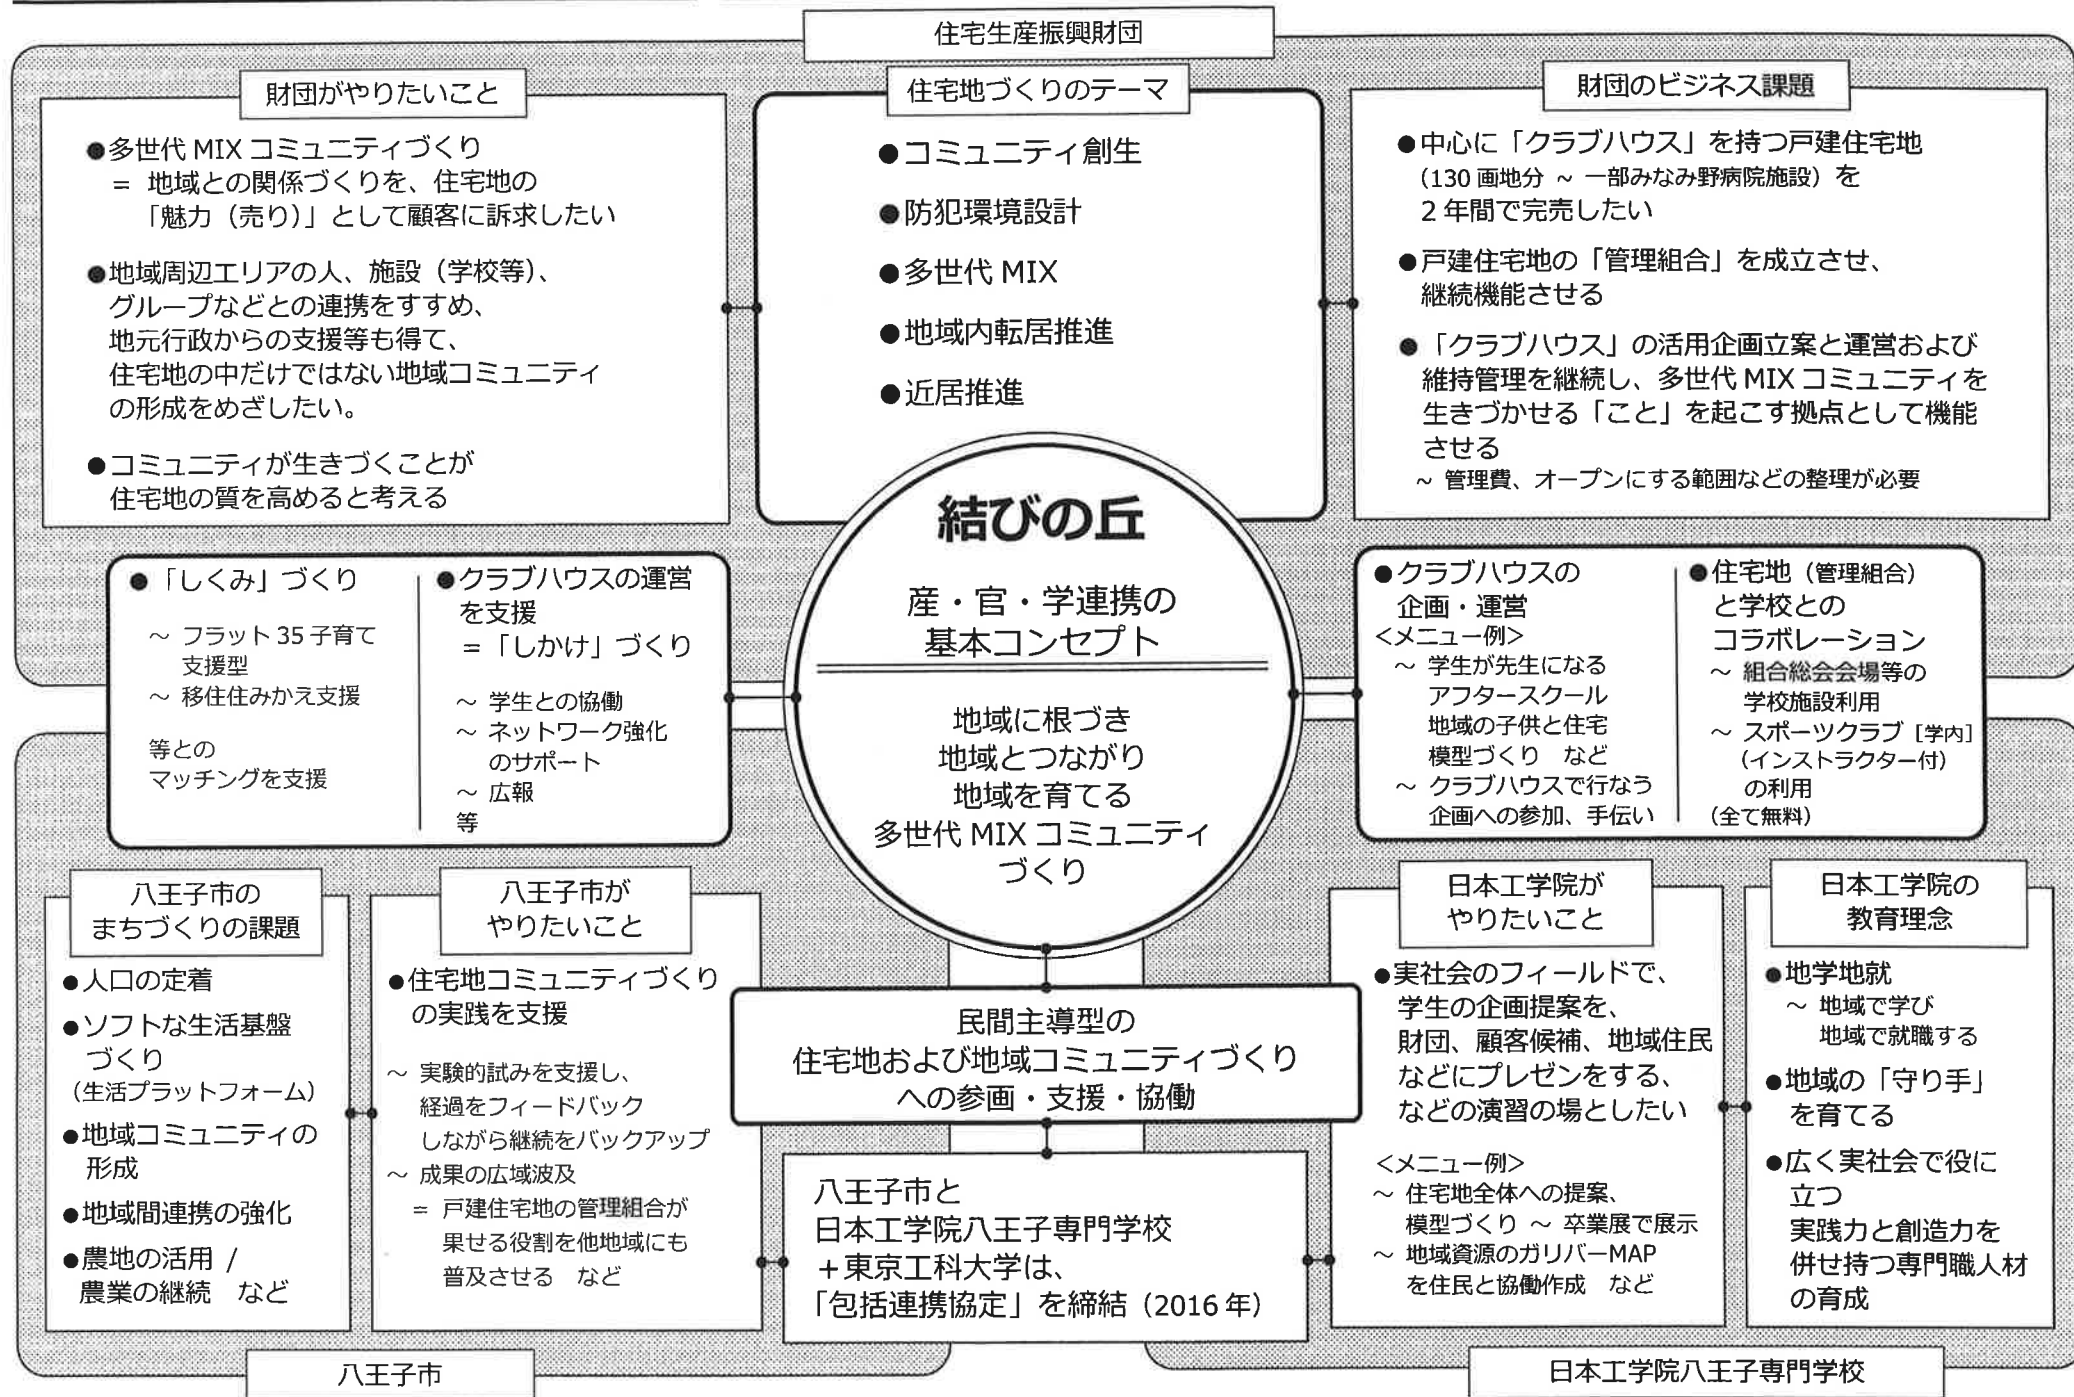 住宅生産振興財団
財団がやりたいこと
●多世代 MIX コミュニティづくり
= 地域との関係づくりを、住宅地の
「魅力（売り）」として顧客に訴求したい
●地域周辺エリアの人、施設（学校等）、
グループなどとの連携をすすめ、
地元行政からの支援等も得て、
住宅地の中だけではない地域コミュニティ
の形成をめざしたい。
●コミュニティが生きづくことが
住宅地の質を高めると考える
住宅地づくりのテーマ
●コミュニティ創生
●防犯環境設計
●多世代 MIX
●地域内転居推進
●近居推進
財団のビジネス課題
●中心に「クラブハウス」を持つ戸建住宅地
（130 画地分 ~ 一部みなみ野病院施設）を
2 年間で完売したい
●戸建住宅地の「管理組合」を成立させ、
継続機能させる
●「クラブハウス」の活用企画立案と運営および
維持管理を継続し、多世代 MIX コミュニティを
生きづかせる「こと」を起こす拠点として機能
させる
~ 管理費、オープンにする範囲などの整理が必要
結びの丘
産・官・学連携の
基本コンセプト
地域に根づき
地域とつながり
地域を育てる
多世代 MIX コミュニティ
づくり
●「しくみ」づくり
～ フラット 35 子育て
支援型
～ 移住住みかえ支援
等との
マッチングを支援
●クラブハウスの運営
を支援
=「しかけ」づくり
～ 学生との協働
～ ネットワーク強化
のサポート
～ 広報
等
●クラブハウスの
企画・運営
<メニュー例>
～ 学生が先生になる
アフタースクール
地域の子供と住宅
模型づくり　など
～ クラブハウスで行なう
企画への参加、手伝い
●住宅地（管理組合）
と学校との
コラボレーション
～ 組合総会会場等の
学校施設利用
～ スポーツクラブ［学内］
（インストラクター付）
の利用
（全て無料）
八王子市の
まちづくりの課題
●人口の定着
●ソフトな生活基盤
づくり
（生活プラットフォーム）
●地域コミュニティの
形成
●地域間連携の強化
●農地の活用 /
農業の継続　など
八王子市が
やりたいこと
●住宅地コミュニティづくり
の実践を支援
～ 実験的試みを支援し、
経過をフィードバック
しながら継続をバックアップ
～ 成果の広域波及
= 戸建住宅地の管理組合が
果せる役割を他地域にも
普及させる　など
民間主導型の
住宅地および地域コミュニティづくり
への参画・支援・協働
八王子市と
日本工学院八王子専門学校
＋東京工科大学は、
「包括連携協定」を締結（2016 年）
日本工学院が
やりたいこと
●実社会のフィールドで、
学生の企画提案を、
財団、顧客候補、地域住民
などにプレゼンをする、
などの演習の場としたい
<メニュー例>
～ 住宅地全体への提案、
模型づくり ～ 卒業展で展示
～ 地域資源のガリバーMAP
を住民と協働作成　など
日本工学院の
教育理念
●地学地就
～ 地域で学び
地域で就職する
●地域の「守り手」
を育てる
●広く実社会で役に
立つ
実践力と創造力を
併せ持つ専門職人材
の育成
八王子市
日本工学院八王子専門学校